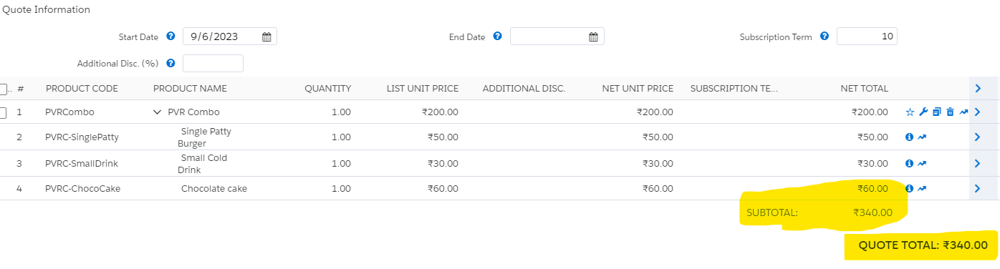 Quote Information
Start Date 9/6/2023 End Date Subscription Term 10
Additional Disc. (%)
# PRODUCT CODE PRODUCT NAME QUANTITY LIST UNIT PRICE ADDITIONAL DISC. NET UNIT PRICE SUBSCRIPTION TE... NET TOTAL
1 PVRCombo PVR Combo 1.00 ₹200.00 ₹200.00 ₹200.00
2 PVRC-SinglePatty Single Patty Burger 1.00 ₹50.00 ₹50.00 ₹50.00
3 PVRC-SmallDrink Small Cold Drink 1.00 ₹30.00 ₹30.00 ₹30.00
4 PVRC-ChocoCake Chocolate cake 1.00 ₹60.00 ₹60.00 ₹60.00
SUBTOTAL: ₹340.00
QUOTE TOTAL: ₹340.00